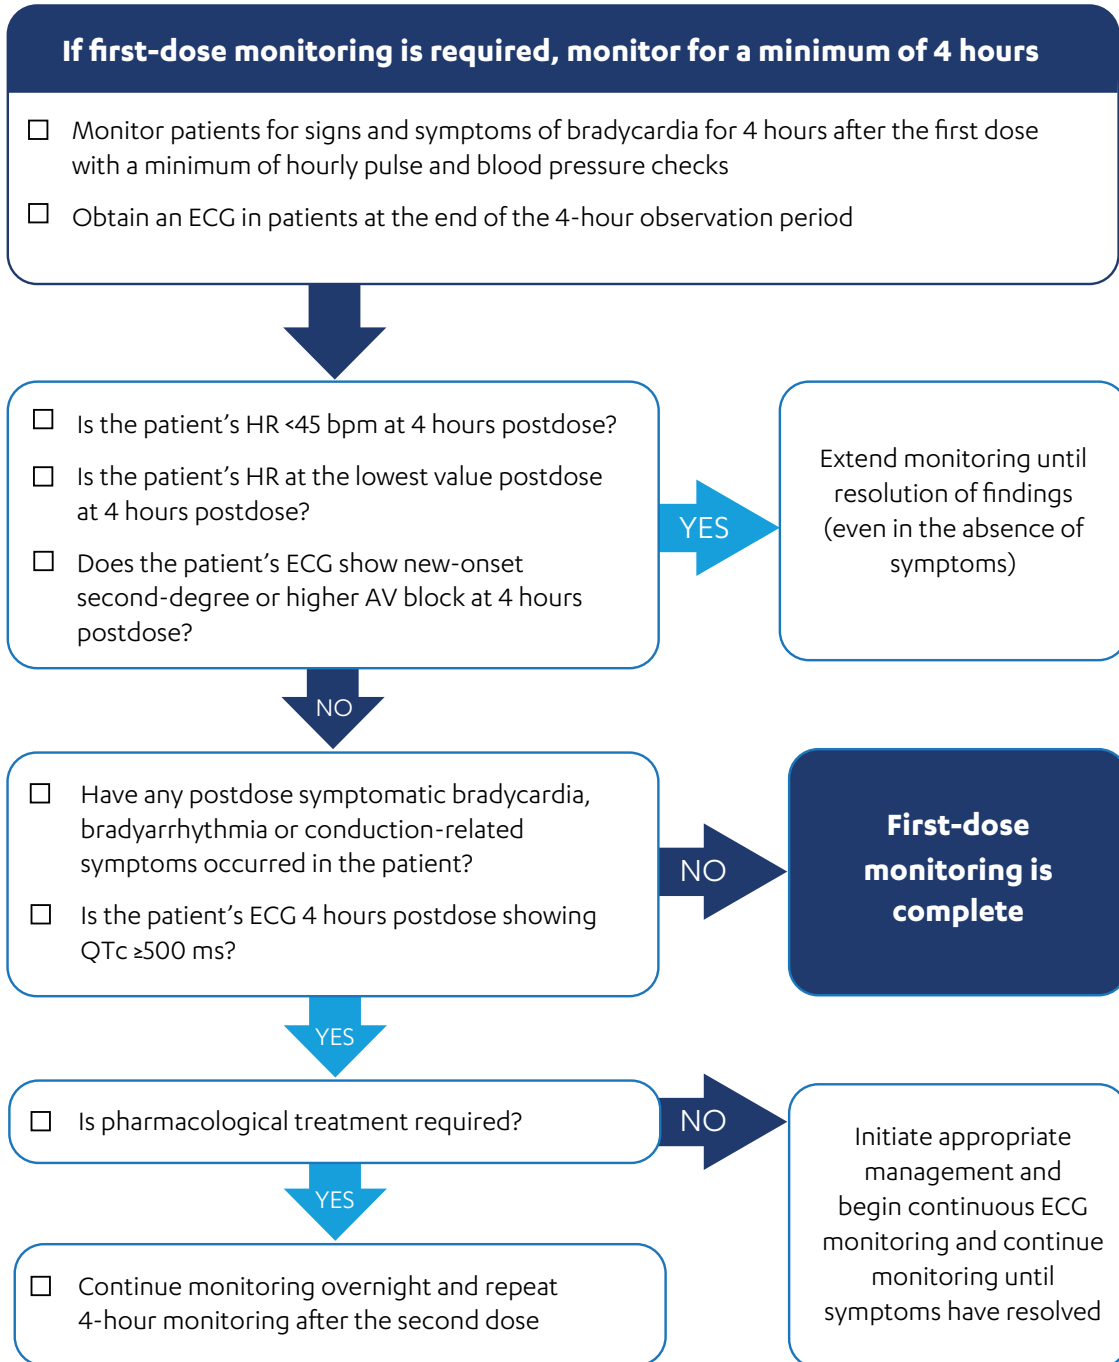 If first-dose monitoring is required, monitor for a minimum of 4 hours
Monitor patients for signs and symptoms of bradycardia for 4 hours after the first dose
with a minimum of hourly pulse and blood pressure checks
Obtain an ECG in patients at the end of the 4-hour observation period
Is the patient’s HR <45 bpm at 4 hours postdose?
Is the patient’s HR at the lowest value postdose
at 4 hours postdose?
Does the patient’s ECG show new-onset
second-degree or higher AV block at 4 hours
postdose?
YES
Extend monitoring until
resolution of findings
(even in the absence of
symptoms)
NO
Have any postdose symptomatic bradycardia,
bradyarrhythmia or conduction-related
symptoms occurred in the patient?
Is the patient’s ECG 4 hours postdose showing
QTc ≥500 ms?
NO
First-dose
monitoring is
complete
YES
Is pharmacological treatment required?
NO
Initiate appropriate
management and
begin continuous ECG
monitoring and continue
monitoring until
symptoms have resolved
YES
Continue monitoring overnight and repeat
4-hour monitoring after the second dose